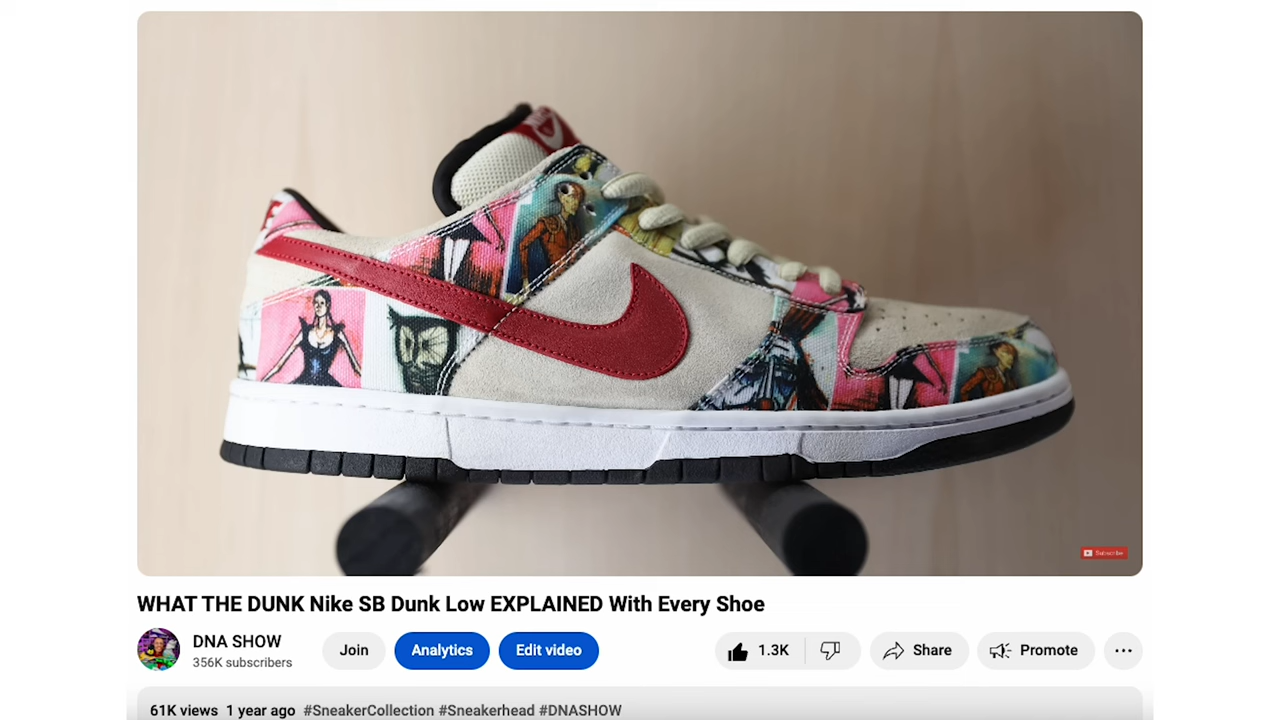 Subscribe
WHAT THE DUNK Nike SB Dunk Low EXPLAINED With Every Shoe
DNA SHOW
356K subscribers
Join
Analytics
Edit video
1.3K
Share
Promote
61K views 1 year ago #SneakerCollection #Sneakerhead #DNASHOW